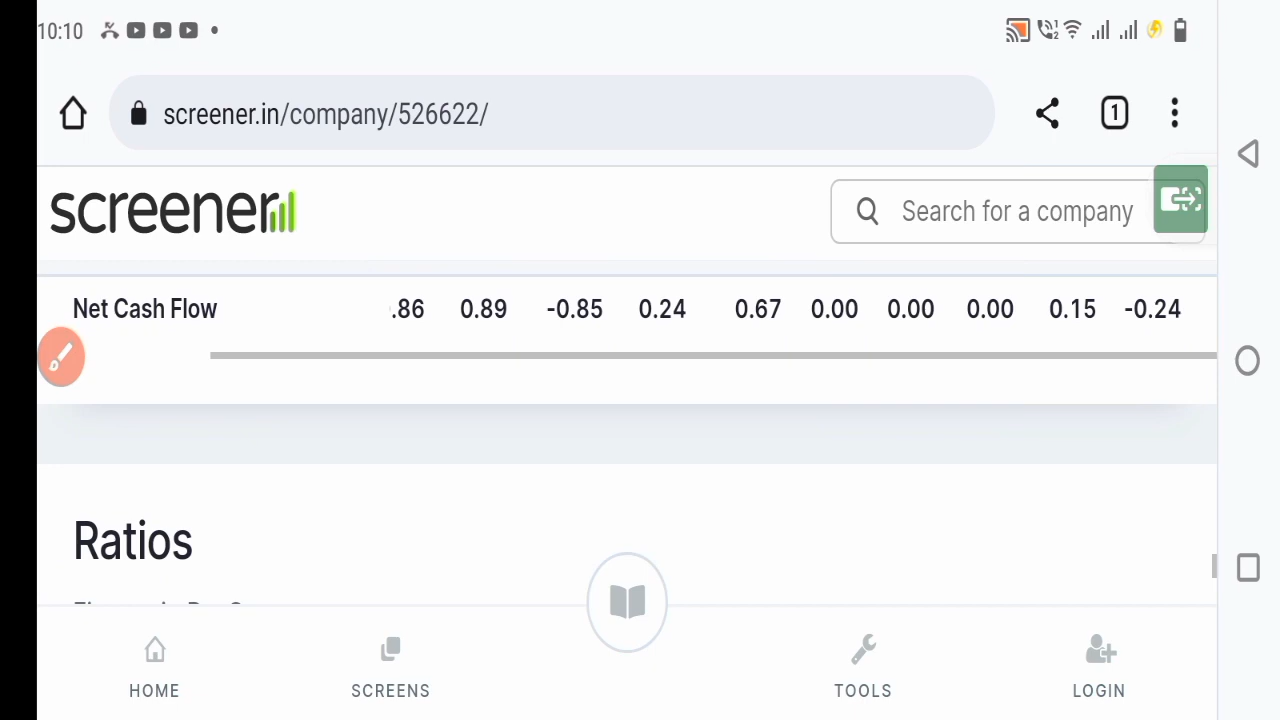 10:10
screener.in/company/526622/
1
screener
Search for a company
Net Cash Flow .86 0.89 -0.85 0.24 0.67 0.00 0.00 0.00 0.15 -0.24
Ratios
HOME SCREENS TOOLS LOGIN